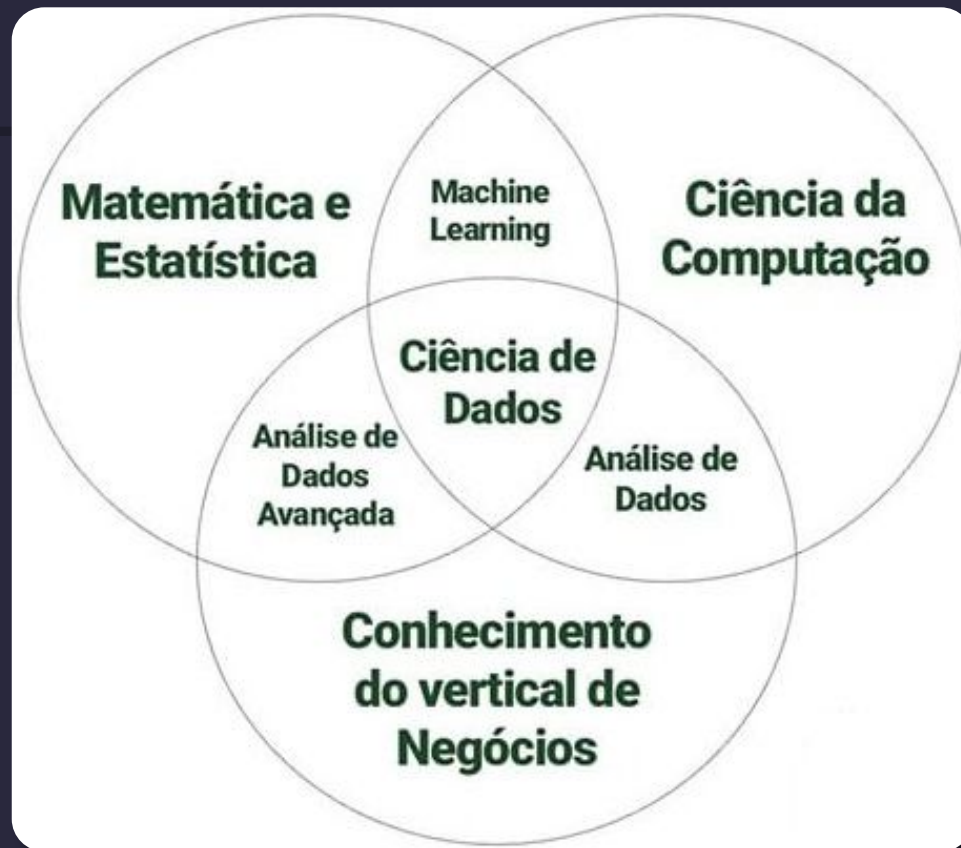 Matemática e
Estatística
Machine
Learning
Ciência da
Computação
Ciência de
Dados
Análise de
Dados
Avançada
Análise de
Dados
Conhecimento
do vertical de
Negócios